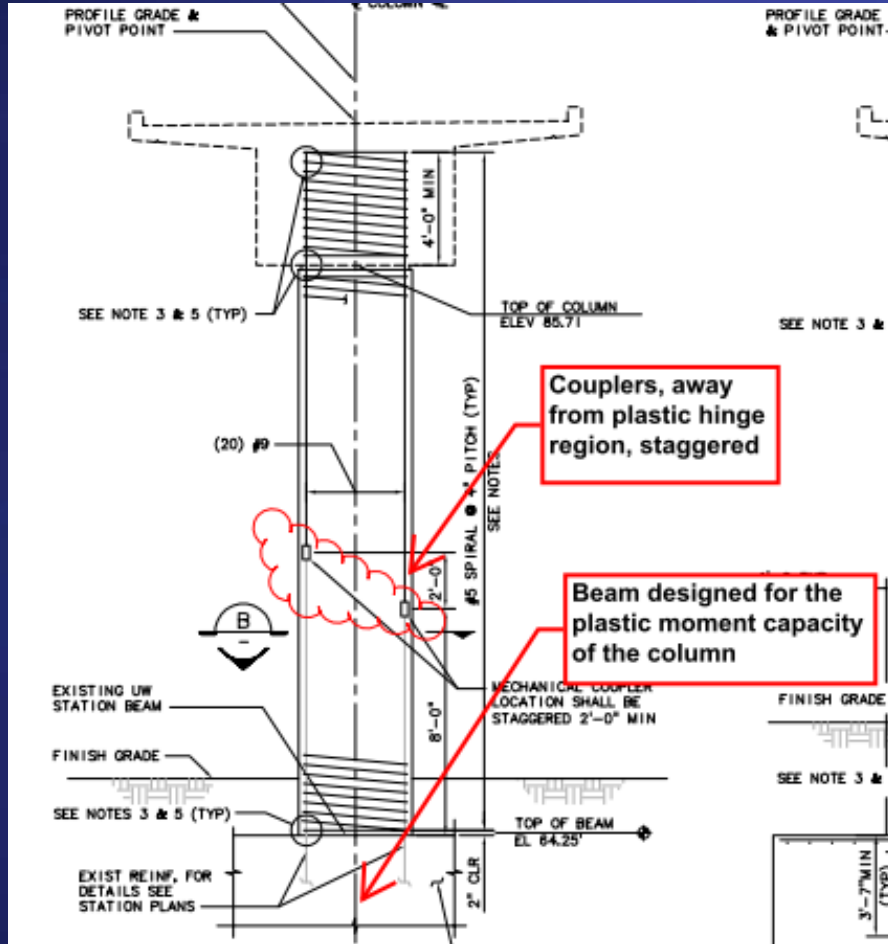 COLUMN
PROFILE GRADE &
PIVOT POINT
PROFILE GRADE
& PIVOT POINT
4'-0" MIN
SEE NOTE 3 & 5 (TYP)
TOP OF COLUMN
ELEV 85.71
SEE NOTE 3 &
Couplers, away
from plastic hinge
region, staggered
(20) #9
#5 SPIRAL @ 4" PITCH (TYP)
SEE NOTES
2'-0"
B
-
Beam designed for the
plastic moment capacity
of the column
EXISTING UW
STATION BEAM
MECHANICAL COUPLER
LOCATION SHALL BE
STAGGERED 2'-0" MIN
8'-0"
FINISH GRADE
FINISH GRADE
SEE NOTES 3 & 5 (TYP)
SEE NOTE 3 &
TOP OF BEAM
EL 64.25'
EXIST REINF, FOR
DETAILS SEE
STATION PLANS
2" CLR
3'-7"MIN
(TYP)